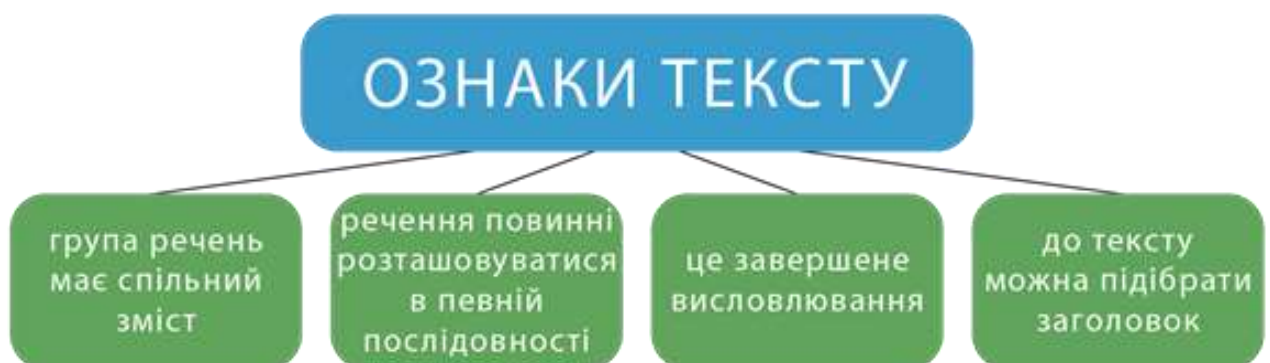 ОЗНАКИ ТЕКСТУ
група речень
має спільний
зміст
речення повинні
розташовуватися
в певній
послідовності
це завершене
висловлювання
до тексту
можна підібрати
заголовок